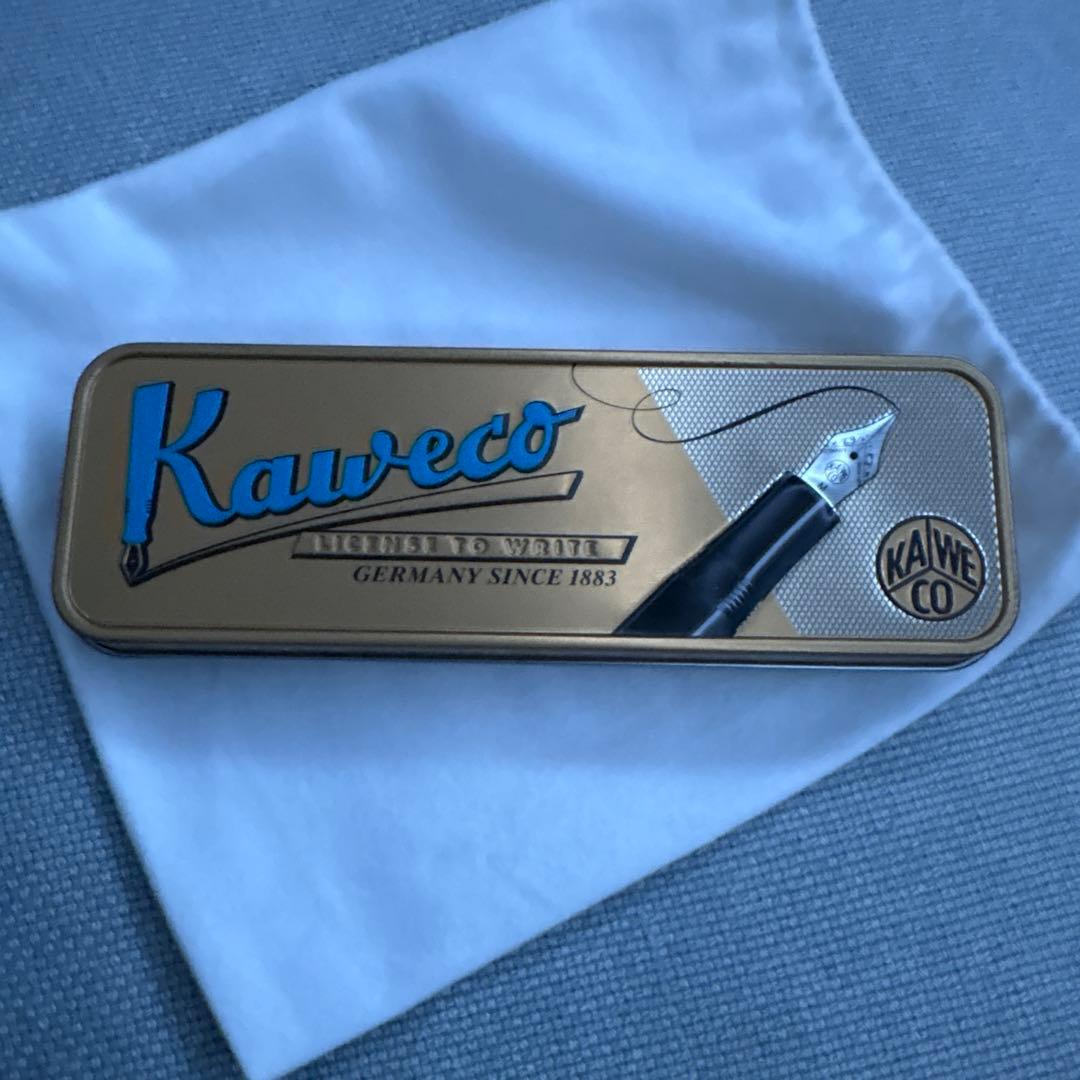 Kaweco
LICENSE TO WRITE
GERMANY SINCE 1883
KA WE
CO